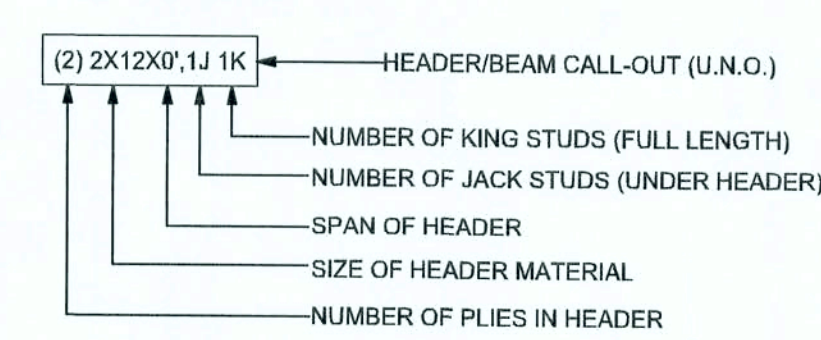 (2) 2X12X0',1J 1K
HEADER/BEAM CALL-OUT (U.N.O.)
NUMBER OF KING STUDS (FULL LENGTH)
NUMBER OF JACK STUDS (UNDER HEADER)
SPAN OF HEADER
SIZE OF HEADER MATERIAL
NUMBER OF PLIES IN HEADER